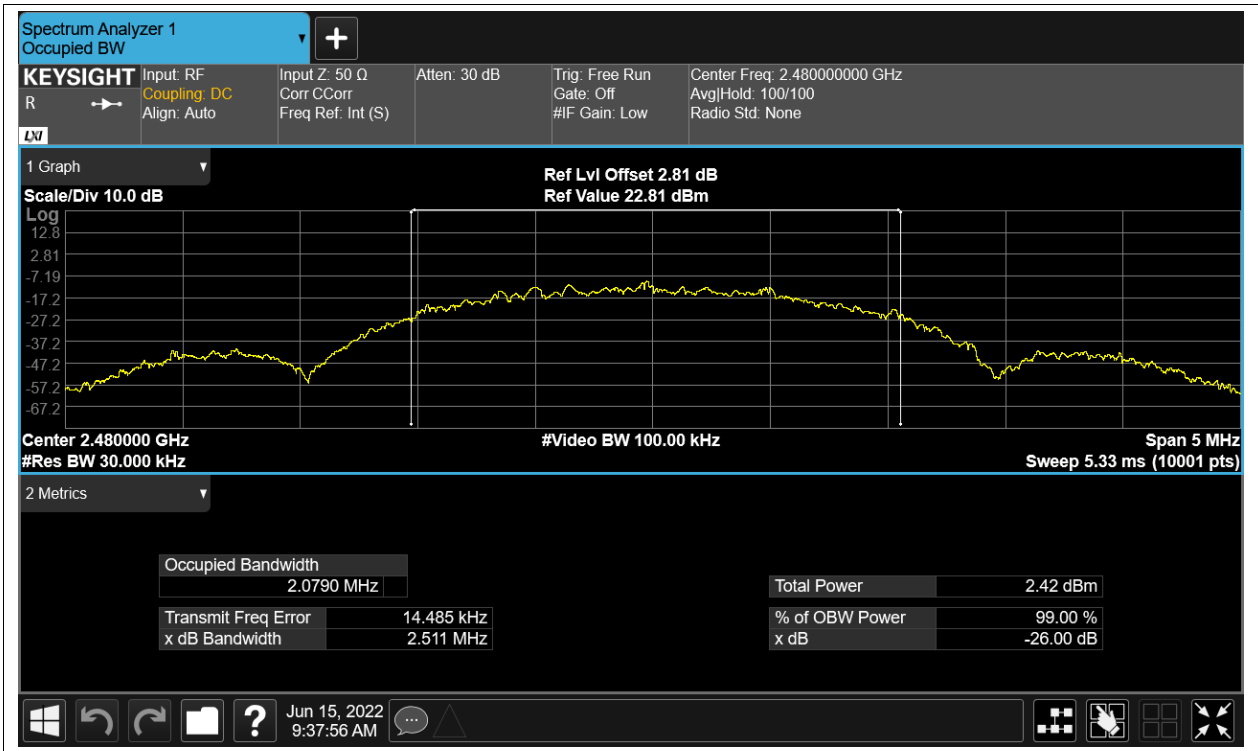 Spectrum Analyzer 1
Occupied BW
KEYSIGHT
R
LXI
Input: RF
Coupling: DC
Align: Auto
Input Z: 50 Ω
Corr CCorr
Freq Ref: Int (S)
Atten: 30 dB
Trig: Free Run
Gate: Off
#IF Gain: Low
Center Freq: 2.480000000 GHz
Avg|Hold: 100/100
Radio Std: None
1 Graph
Scale/Div 10.0 dB
Ref Lvl Offset 2.81 dB
Ref Value 22.81 dBm
Log
12.8
2.81
-7.19
-17.2
-27.2
-37.2
-47.2
-57.2
-67.2
Center 2.480000 GHz
#Res BW 30.000 kHz
#Video BW 100.00 kHz
Span 5 MHz
Sweep 5.33 ms (10001 pts)
2 Metrics
Occupied Bandwidth
2.0790 MHz
Transmit Freq Error 14.485 kHz
x dB Bandwidth 2.511 MHz
Total Power 2.42 dBm
% of OBW Power 99.00 %
x dB -26.00 dB
?
Jun 15, 2022
9:37:56 AM